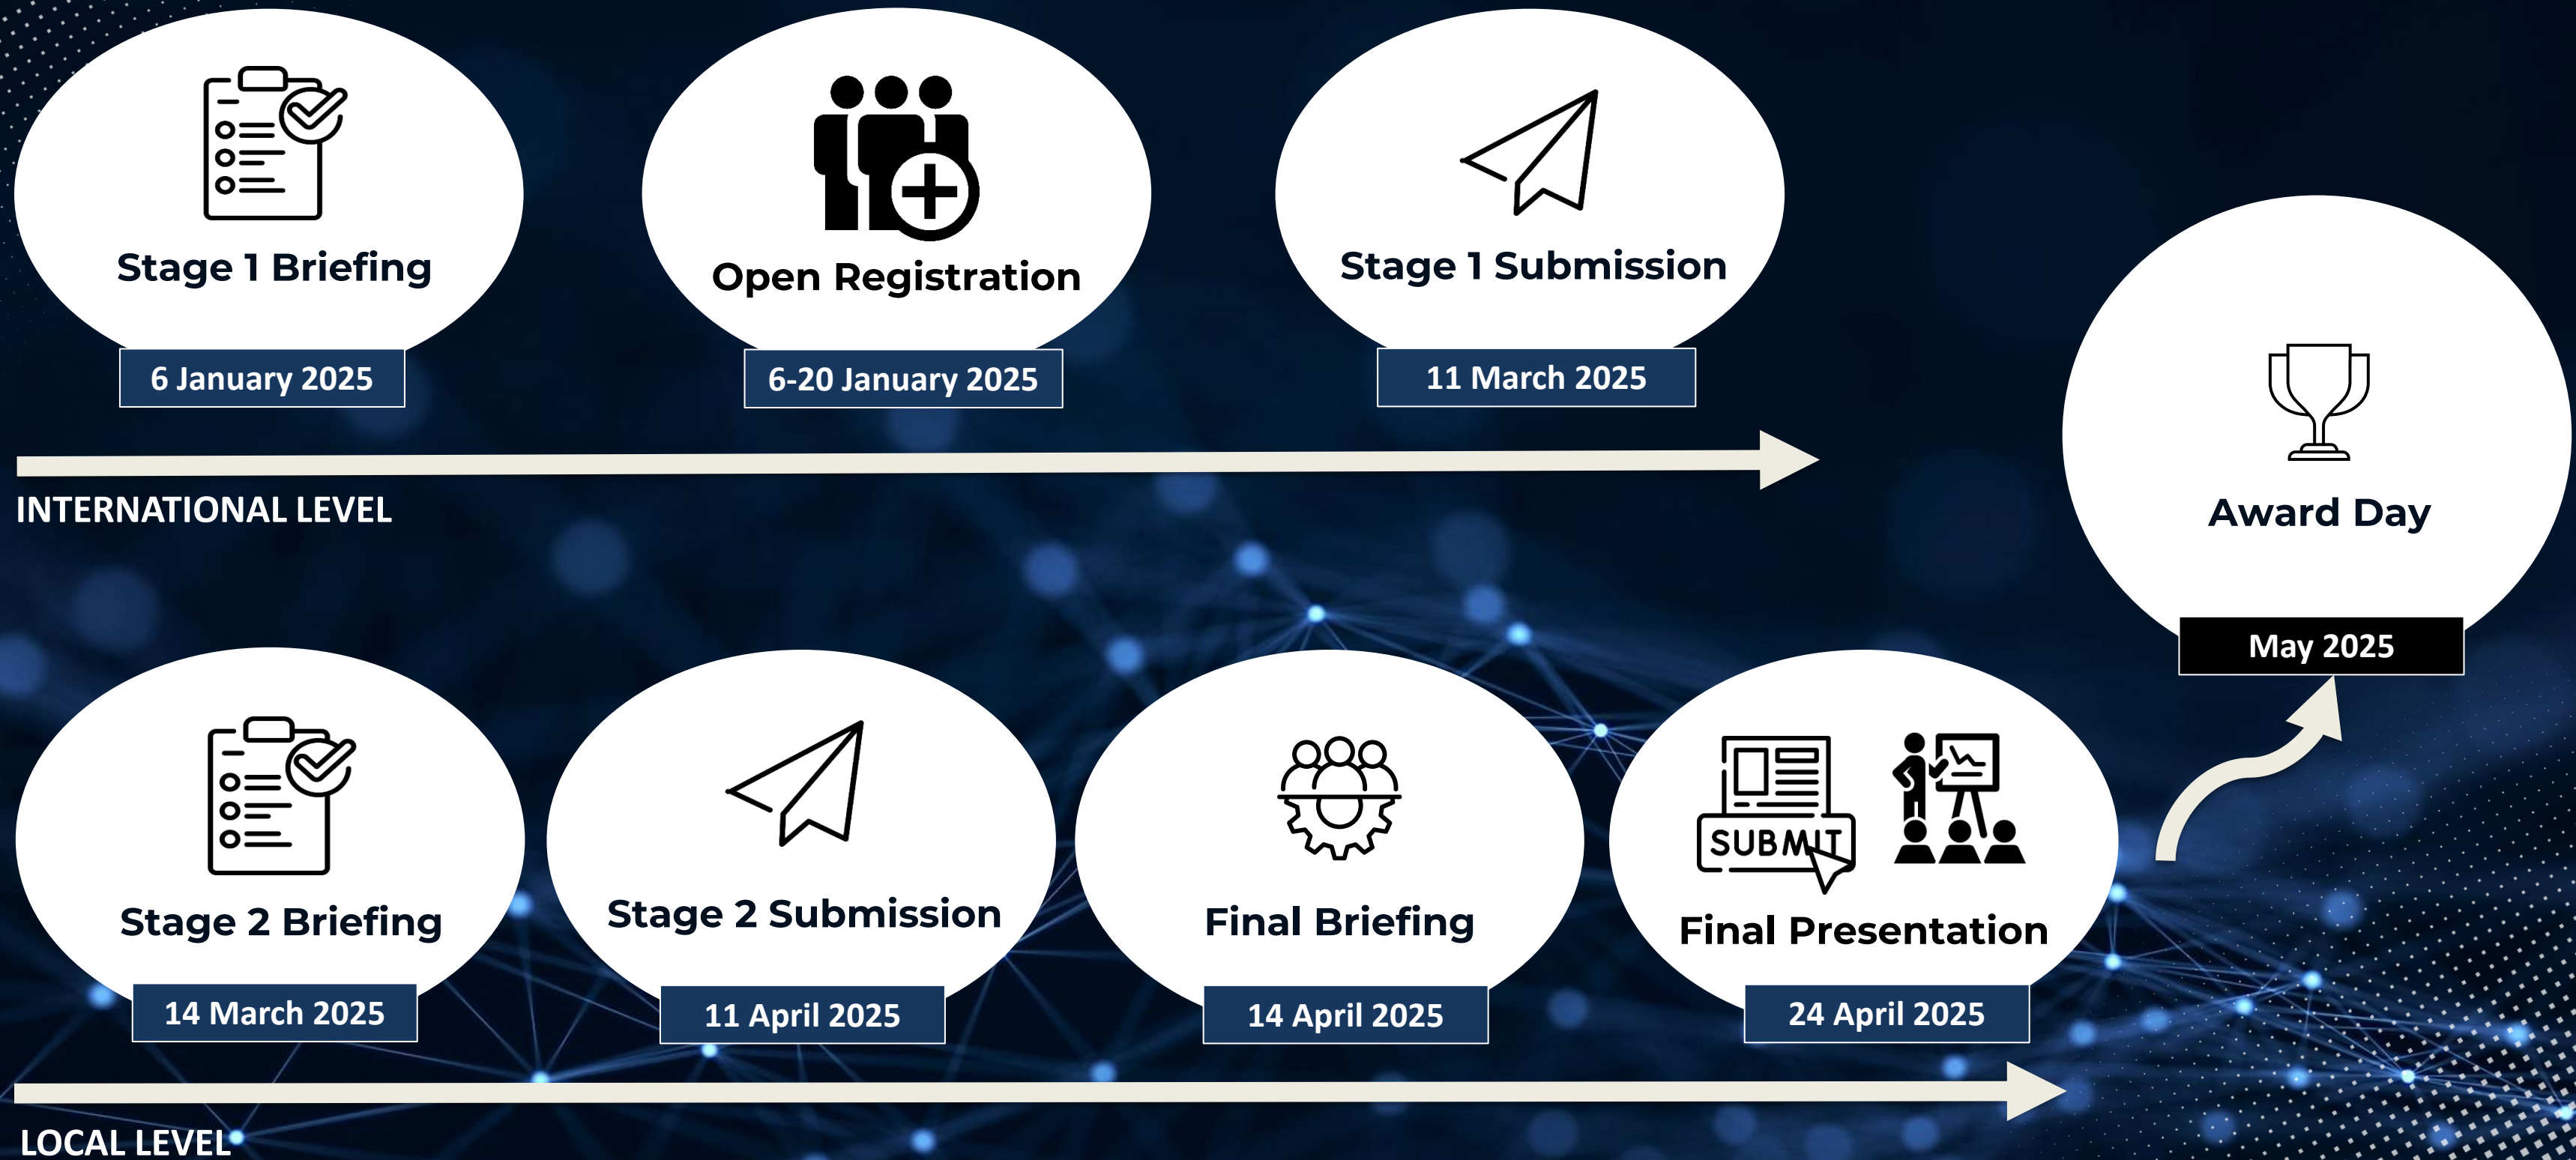 Stage 1 Briefing
6 January 2025
Open Registration
6-20 January 2025
Stage 1 Submission
11 March 2025
INTERNATIONAL LEVEL
Award Day
May 2025
Stage 2 Briefing
14 March 2025
Stage 2 Submission
11 April 2025
Final Briefing
14 April 2025
SUBMIT
Final Presentation
24 April 2025
LOCAL LEVEL